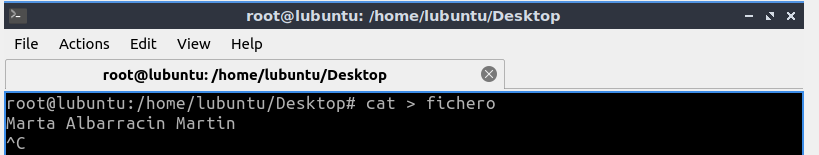 root@lubuntu: /home/lubuntu/Desktop
File Actions Edit View Help
root@lubuntu: /home/lubuntu/Desktop
root@lubuntu:/home/lubuntu/Desktop# cat > fichero
Marta Albarracin Martin
^C